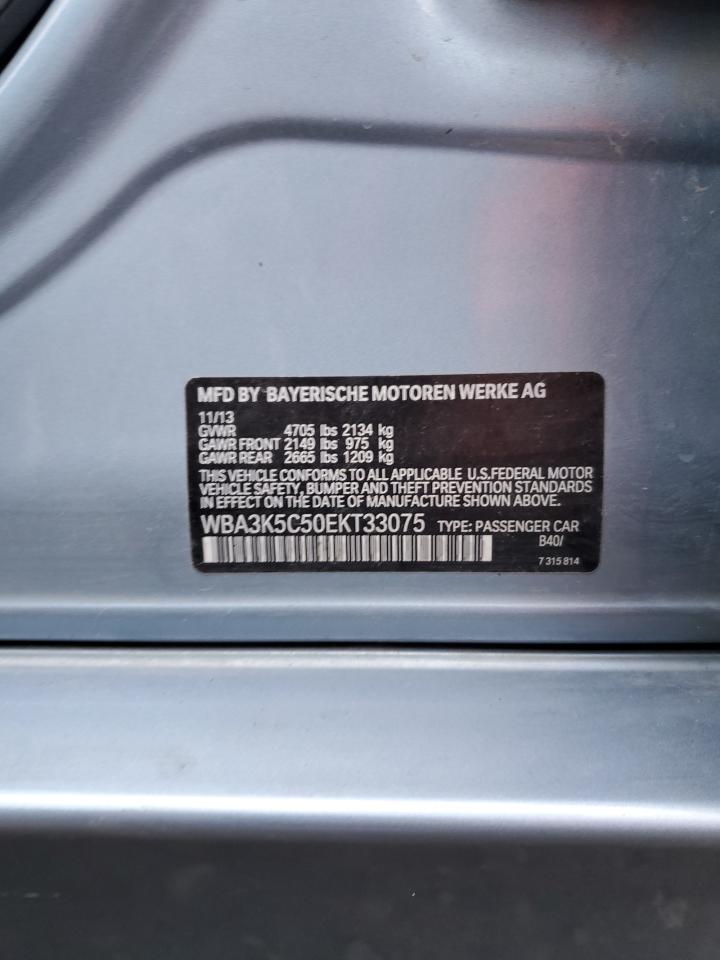 MFD BY BAYERISCHE MOTOREN WERKE AG
11/13
GVWR 4705 lbs 2134 kg
GAWR FRONT 2149 lbs 975 kg
GAWR REAR 2665 lbs 1209 kg
THIS VEHICLE CONFORMS TO ALL APPLICABLE U.S.FEDERAL MOTOR
VEHICLE SAFETY, BUMPER AND THEFT PREVENTION STANDARDS
IN EFFECT ON THE DATE OF MANUFACTURE SHOWN ABOVE.
WBA3K5C50EKT33075 TYPE: PASSENGER CAR
B40/
7 315 814